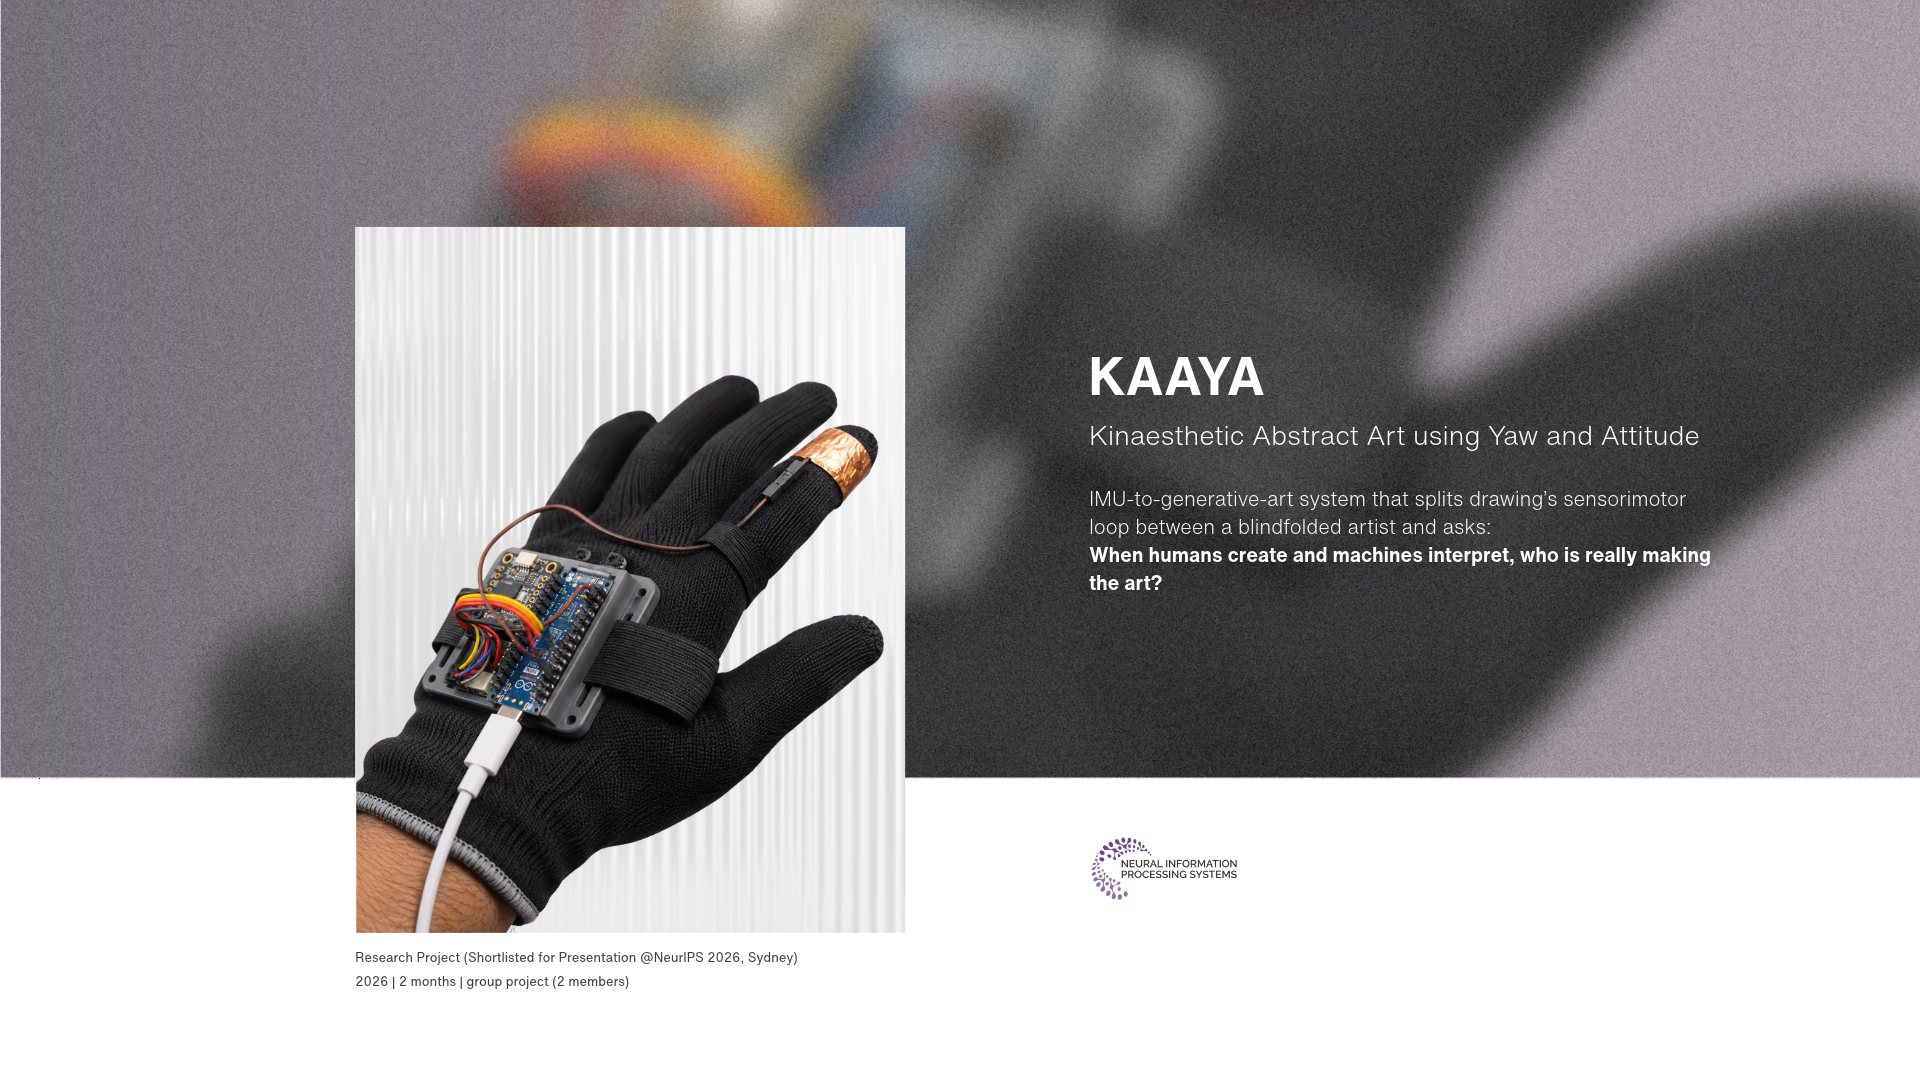 KAAYA
Kinaesthetic Abstract Art using Yaw and Attitude
IMU-to-generative-art system that splits drawing’s sensorimotor
loop between a blindfolded artist and asks:
When humans create and machines interpret, who is really making
the art?
NEURAL INFORMATION
PROCESSING SYSTEMS
Research Project (Shortlisted for Presentation @NeurIPS 2026, Sydney)
2026 | 2 months | group project (2 members)